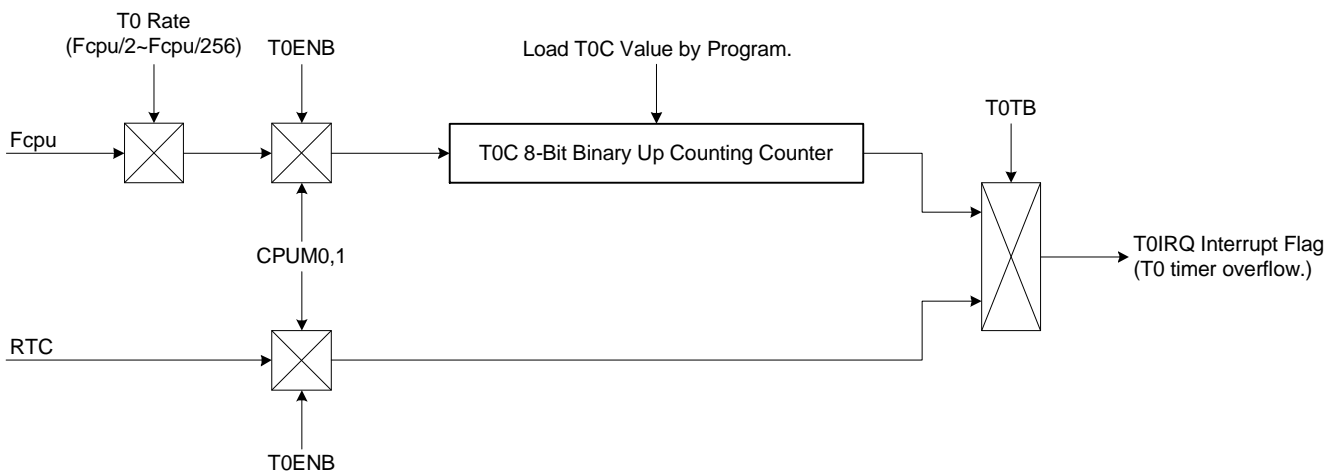 T0 Rate
(Fcpu/2~Fcpu/256)
T0ENB
Load T0C Value by Program.
T0TB
Fcpu
T0C 8-Bit Binary Up Counting Counter
CPUM0,1
T0IRQ Interrupt Flag
(T0 timer overflow.)
RTC
T0ENB